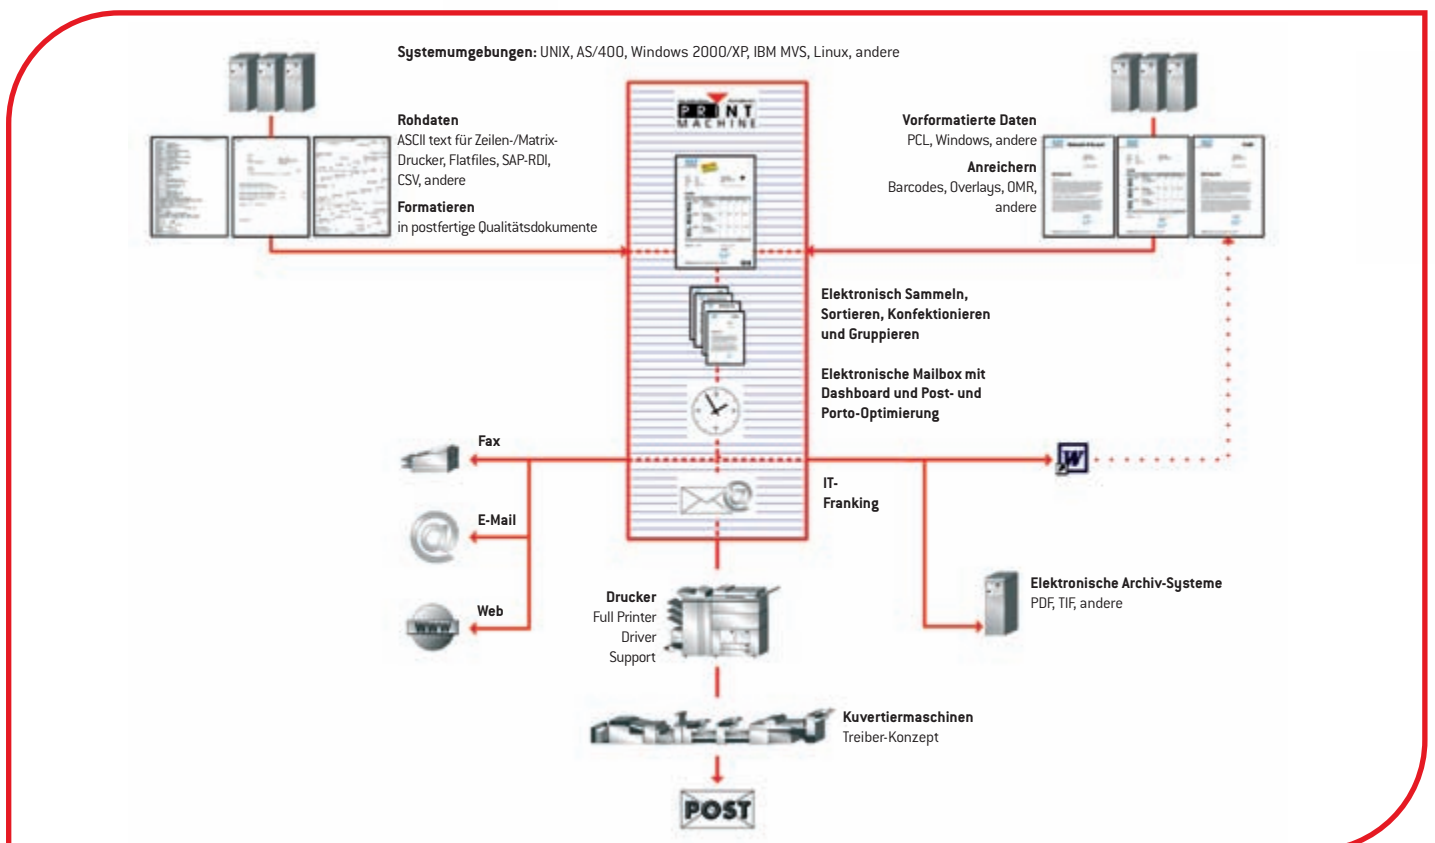 Systemumgebungen: UNIX, AS/400, Windows 2000/XP, IBM MVS, Linux, andere
PRINT
MACHINE
Rohdaten
ASCII text für Zeilen-/Matrix-
Drucker, Flatfiles, SAP-RDI,
CSV, andere
Formatieren
in postfertige Qualitätsdokumente
Vorformatierte Daten
PCL, Windows, andere
Anreichern
Barcodes, Overlays, OMR,
andere
Elektronisch Sammeln,
Sortieren, Konfektionieren
und Gruppieren
Elektronische Mailbox mit
Dashboard und Post- und
Porto-Optimierung
Fax
W
IT-
Franking
E-Mail
@
@
Web
WWW
Drucker
Full Printer
Driver
Support
Elektronische Archiv-Systeme
PDF, TIF, andere
Kuvertiermaschinen
Treiber-Konzept
POST